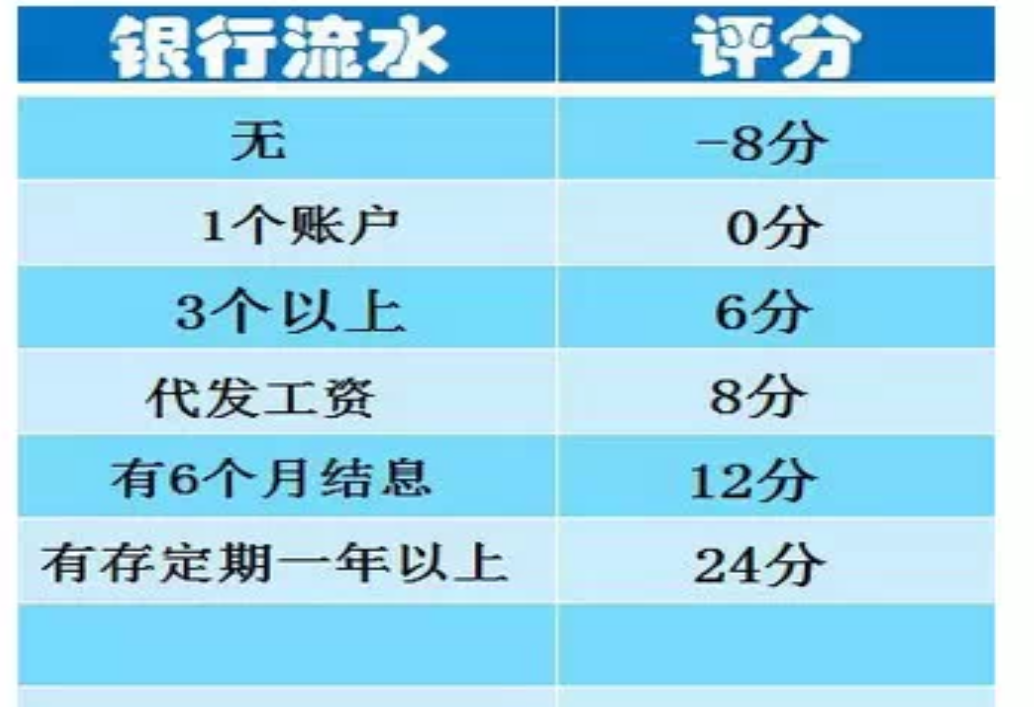 银行流水 评分
无 -8分
1个账户 0分
3个以上 6分
代发工资 8分
有6个月结息 12分
有存定期一年以上 24分